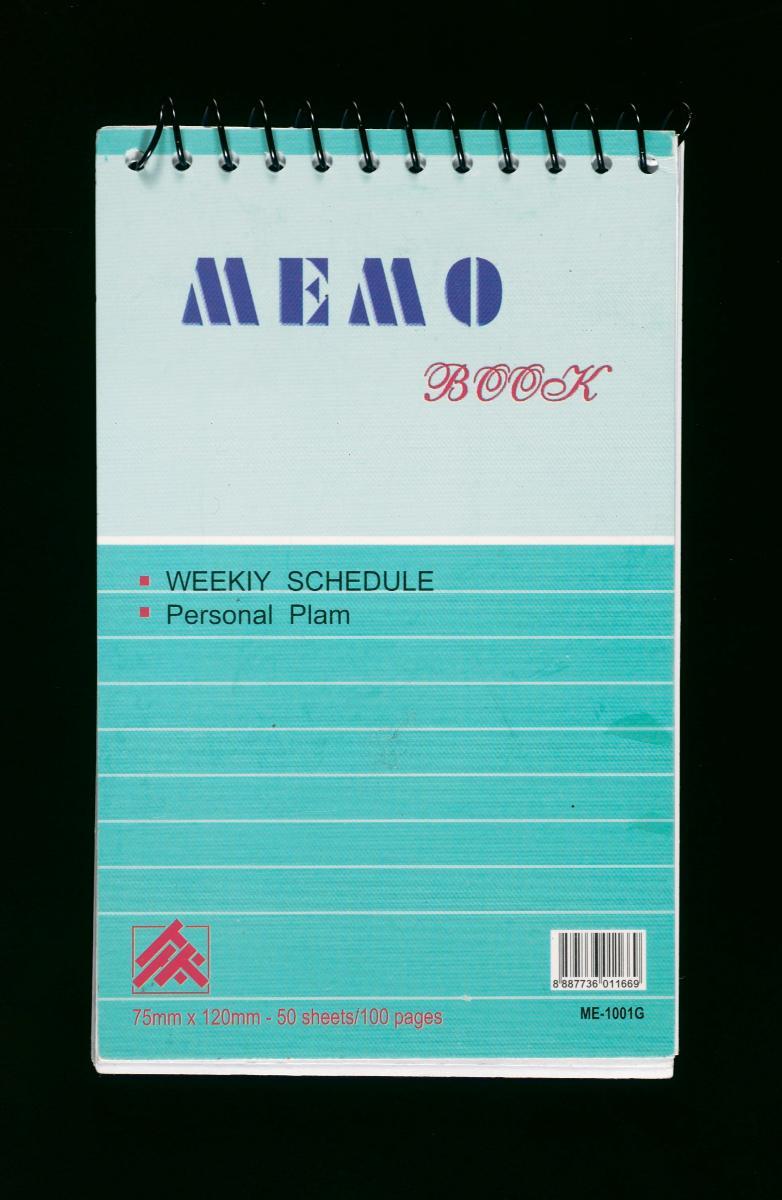 MEMO
BOOK
WEEKIY SCHEDULE
Personal Plam
8 887736 011669
75mm x 120mm - 50 sheets/100 pages
ME-1001G